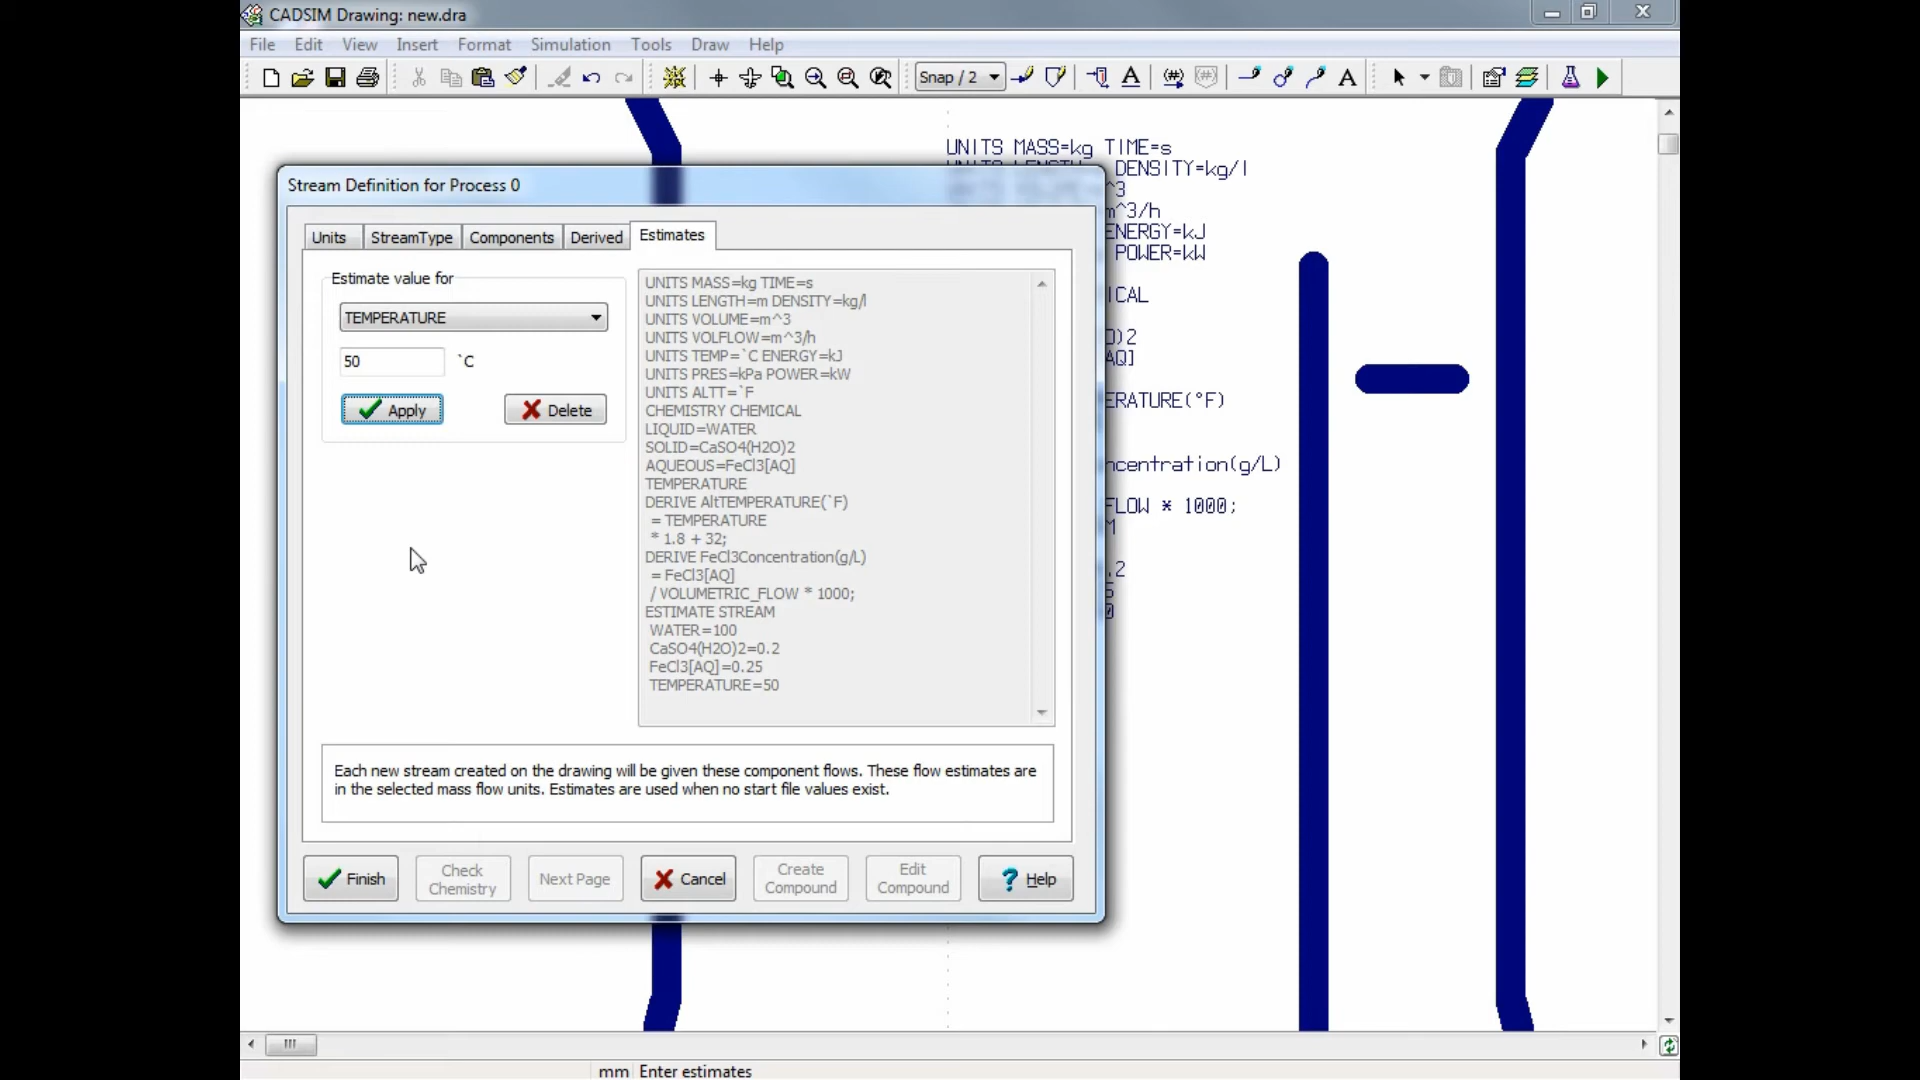 CADSIM Drawing: new.dra
File Edit View Insert Format Simulation Tools Draw Help
Snap / 2
UNITS MASS=kg TIME=s
DENSITY=kg/l
^3
m^3/h
ENERGY=kJ
POWER=kW
ICAL
)2
AQ]
ERATURE(°F)
ncentration(g/L)
FLOW * 1000;
.2
Stream Definition for Process 0
Units StreamType Components Derived Estimates
Estimate value for
TEMPERATURE
50 `C
Apply Delete
UNITS MASS=kg TIME=s
UNITS LENGTH=m DENSITY=kg/l
UNITS VOLUME=m^3
UNITS VOLFLOW=m^3/h
UNITS TEMP=`C ENERGY=kJ
UNITS PRES=kPa POWER=kW
UNITS ALTT=`F
CHEMISTRY CHEMICAL
LIQUID=WATER
SOLID=CaSO4(H2O)2
AQUEOUS=FeCl3[AQ]
TEMPERATURE
DERIVE AltTEMPERATURE(`F)
= TEMPERATURE
* 1.8 + 32;
DERIVE FeCl3Concentration(g/L)
= FeCl3[AQ]
/ VOLUMETRIC_FLOW * 1000;
ESTIMATE STREAM
WATER=100
CaSO4(H2O)2=0.2
FeCl3[AQ]=0.25
TEMPERATURE=50
Each new stream created on the drawing will be given these component flows. These flow estimates are
in the selected mass flow units. Estimates are used when no start file values exist.
Finish
Check
Chemistry
Next Page
Cancel
Create
Compound
Edit
Compound
Help
mm Enter estimates